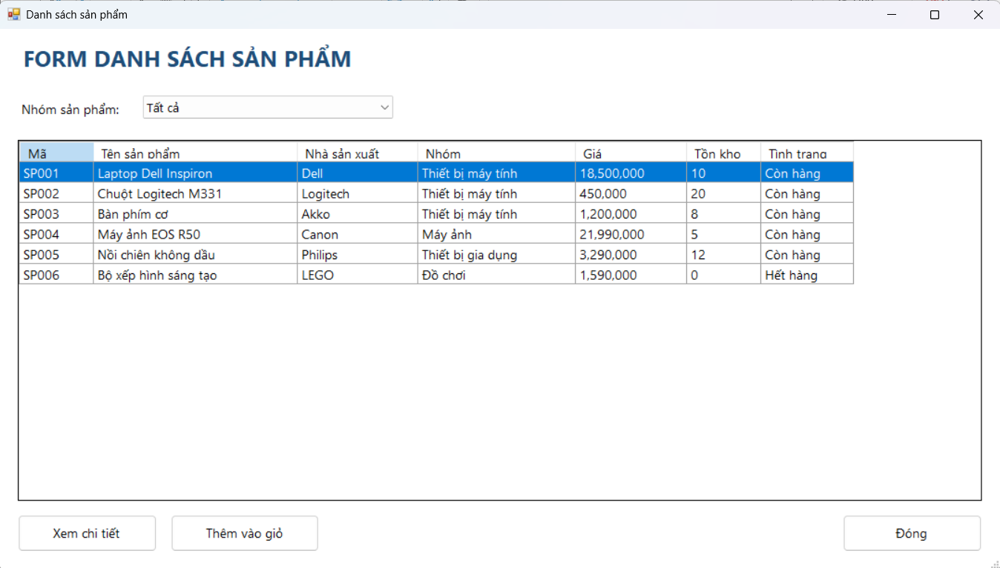 Danh sách sản phẩm
FORM DANH SÁCH SẢN PHẨM
Nhóm sản phẩm: Tất cả
Mã Tên sản phẩm Nhà sản xuất Nhóm Giá Tồn kho Tình trạng
SP001 Laptop Dell Inspiron Dell Thiết bị máy tính 18,500,000 10 Còn hàng
SP002 Chuột Logitech M331 Logitech Thiết bị máy tính 450,000 20 Còn hàng
SP003 Bàn phím cơ Akko Thiết bị máy tính 1,200,000 8 Còn hàng
SP004 Máy ảnh EOS R50 Canon Máy ảnh 21,990,000 5 Còn hàng
SP005 Nồi chiên không dầu Philips Thiết bị gia dụng 3,290,000 12 Còn hàng
SP006 Bộ xếp hình sáng tạo LEGO Đồ chơi 1,590,000 0 Hết hàng
Xem chi tiết Thêm vào giỏ Đóng